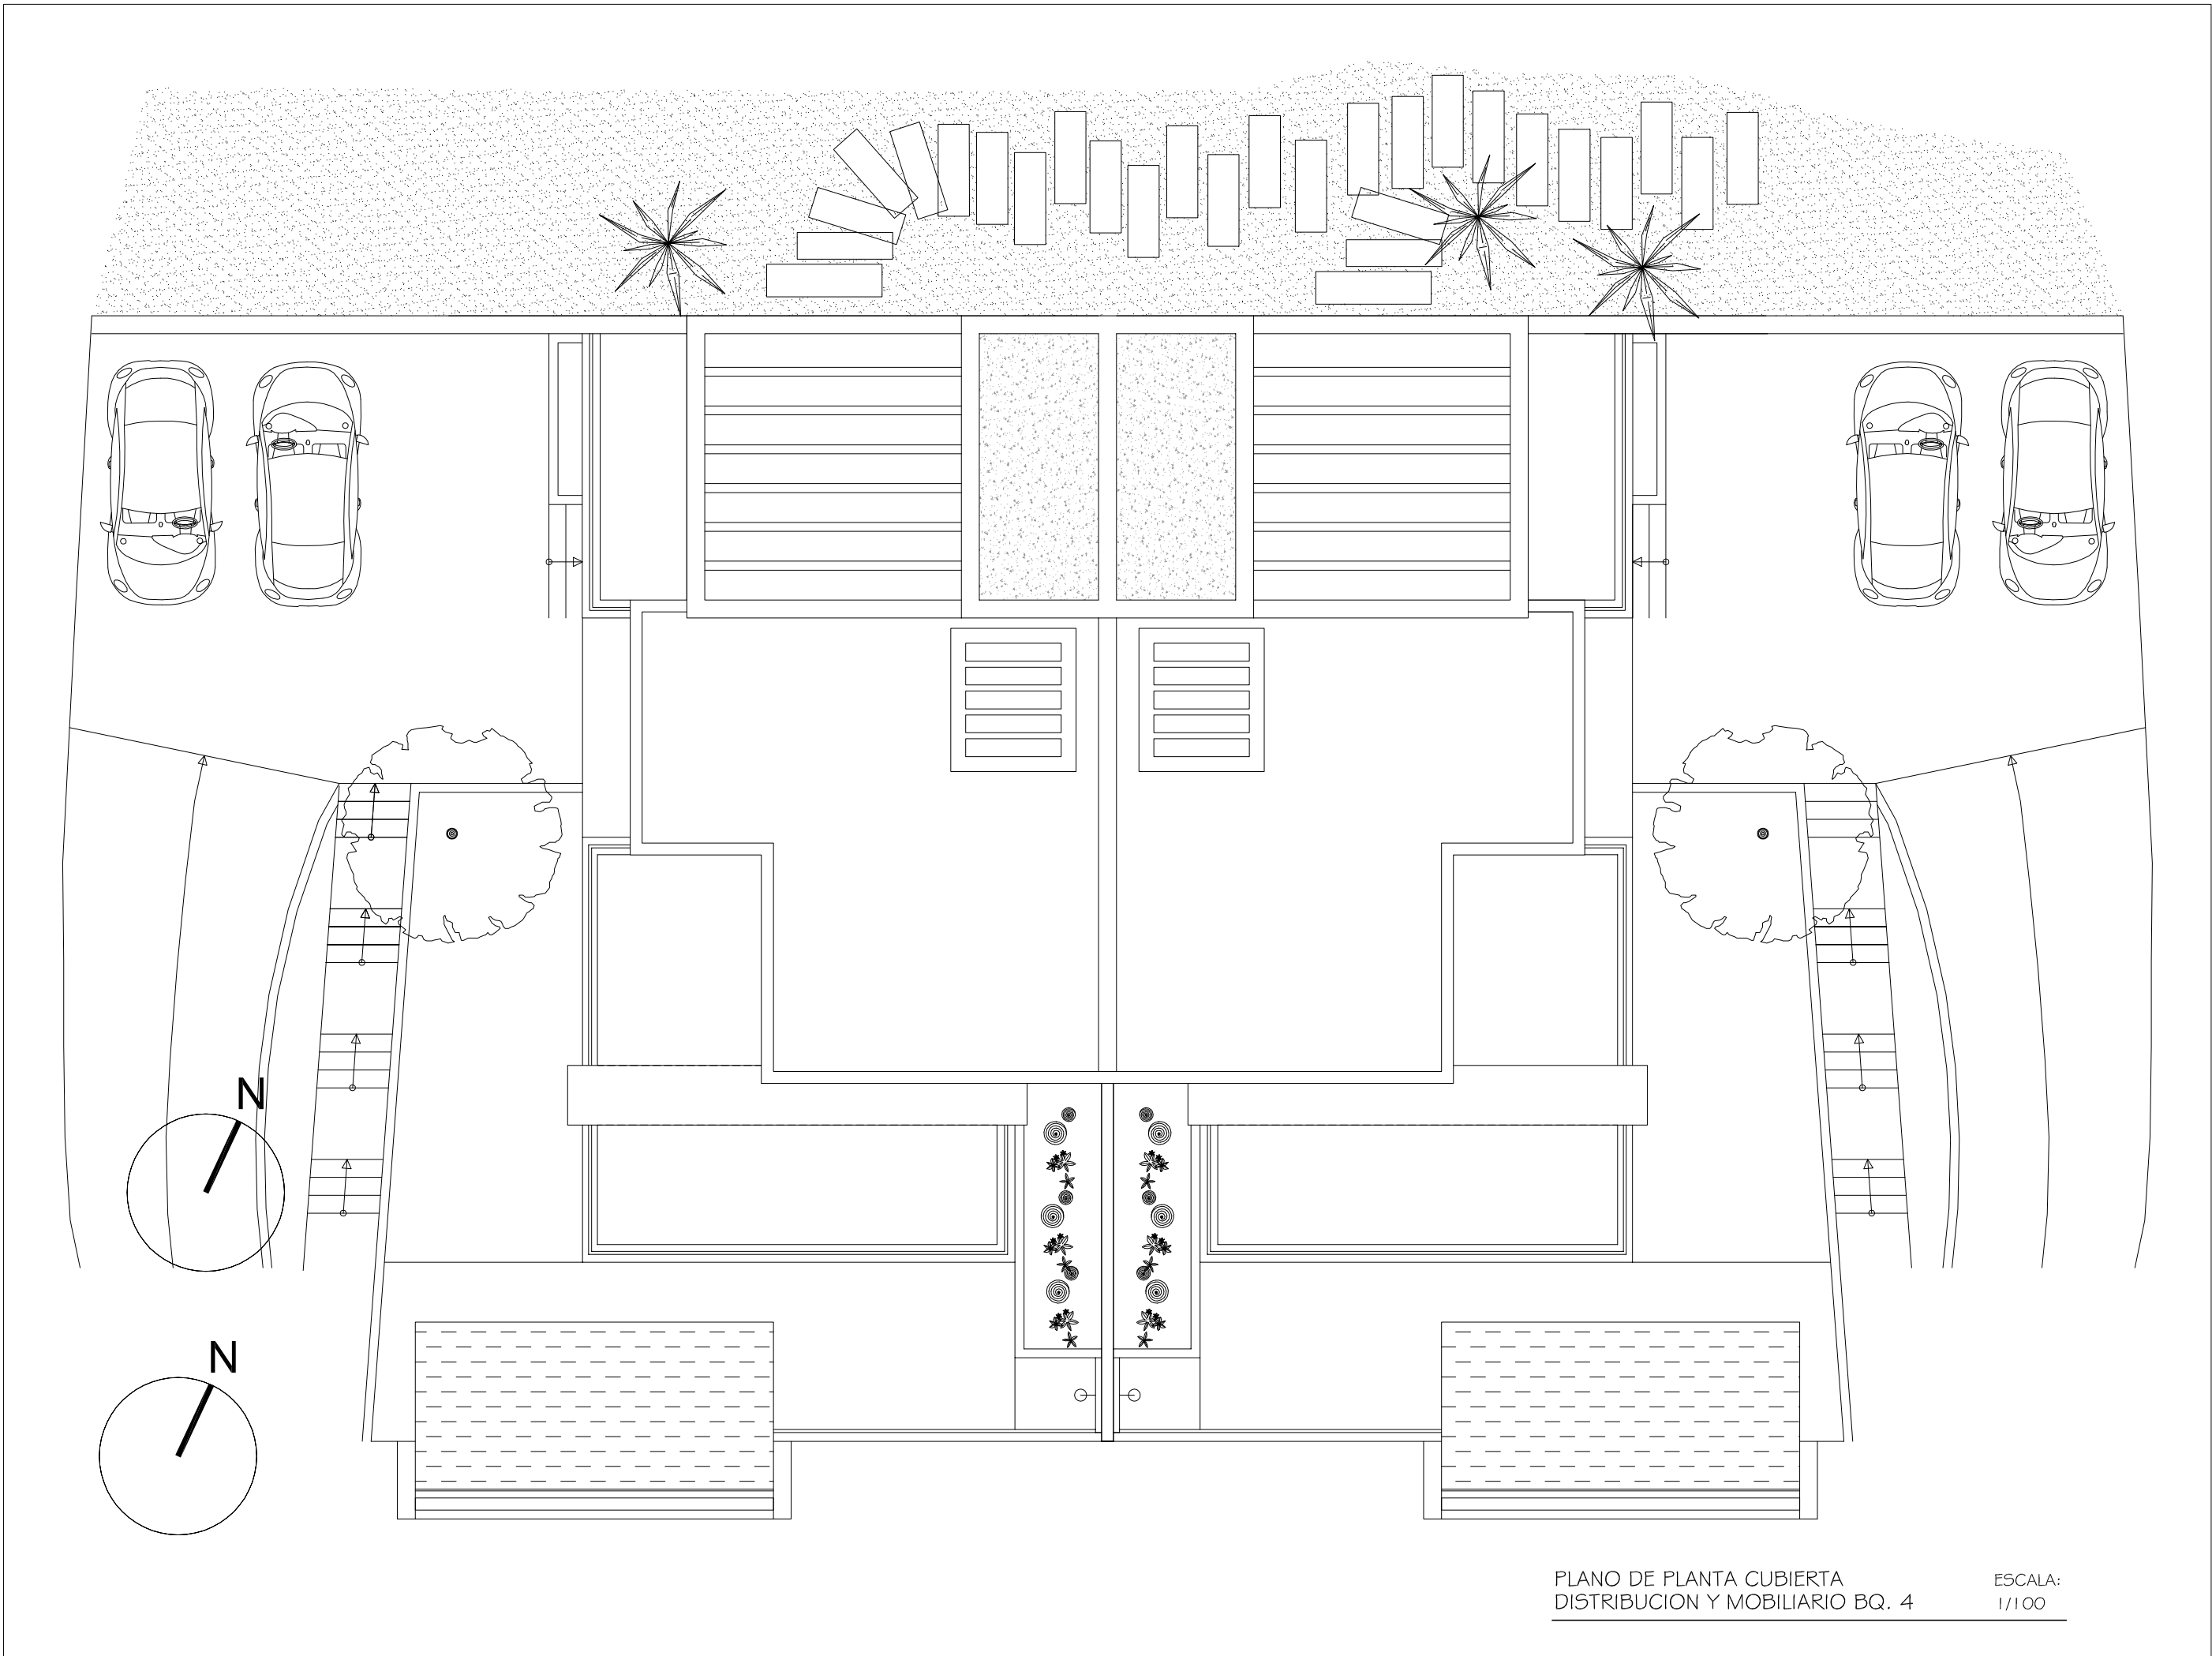 N
N
PLANO DE PLANTA CUBIERTA
DISTRIBUCION Y MOBILIARIO BQ. 4
ESCALA:
1/100